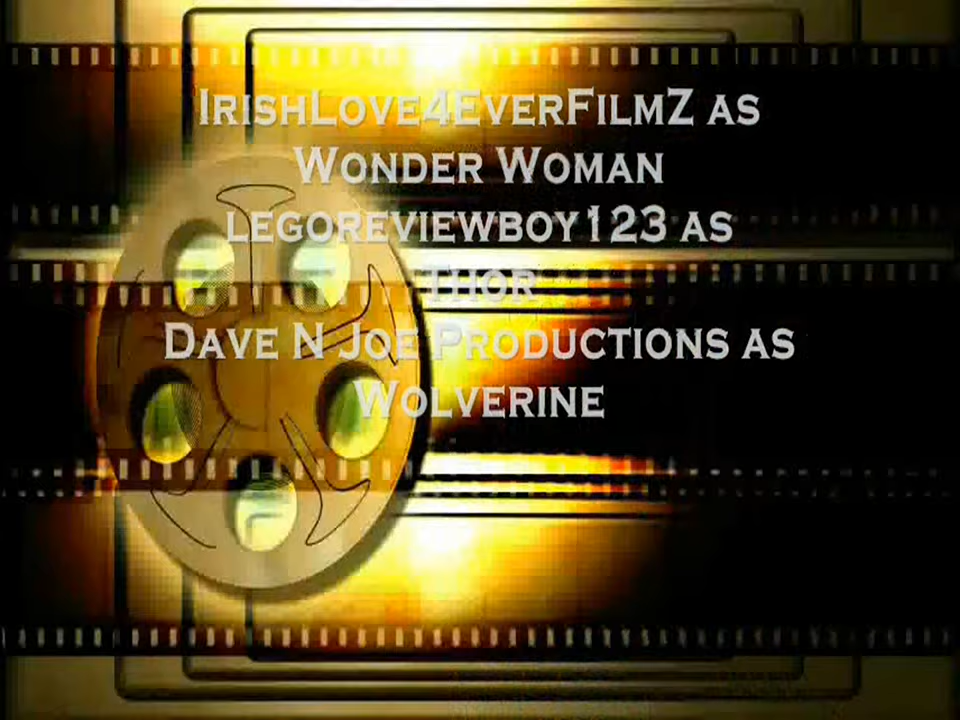 IrishLove4EverFilmZ as
Wonder Woman
legoreviewboy123 as
Thor
Dave N Joe Productions as
Wolverine